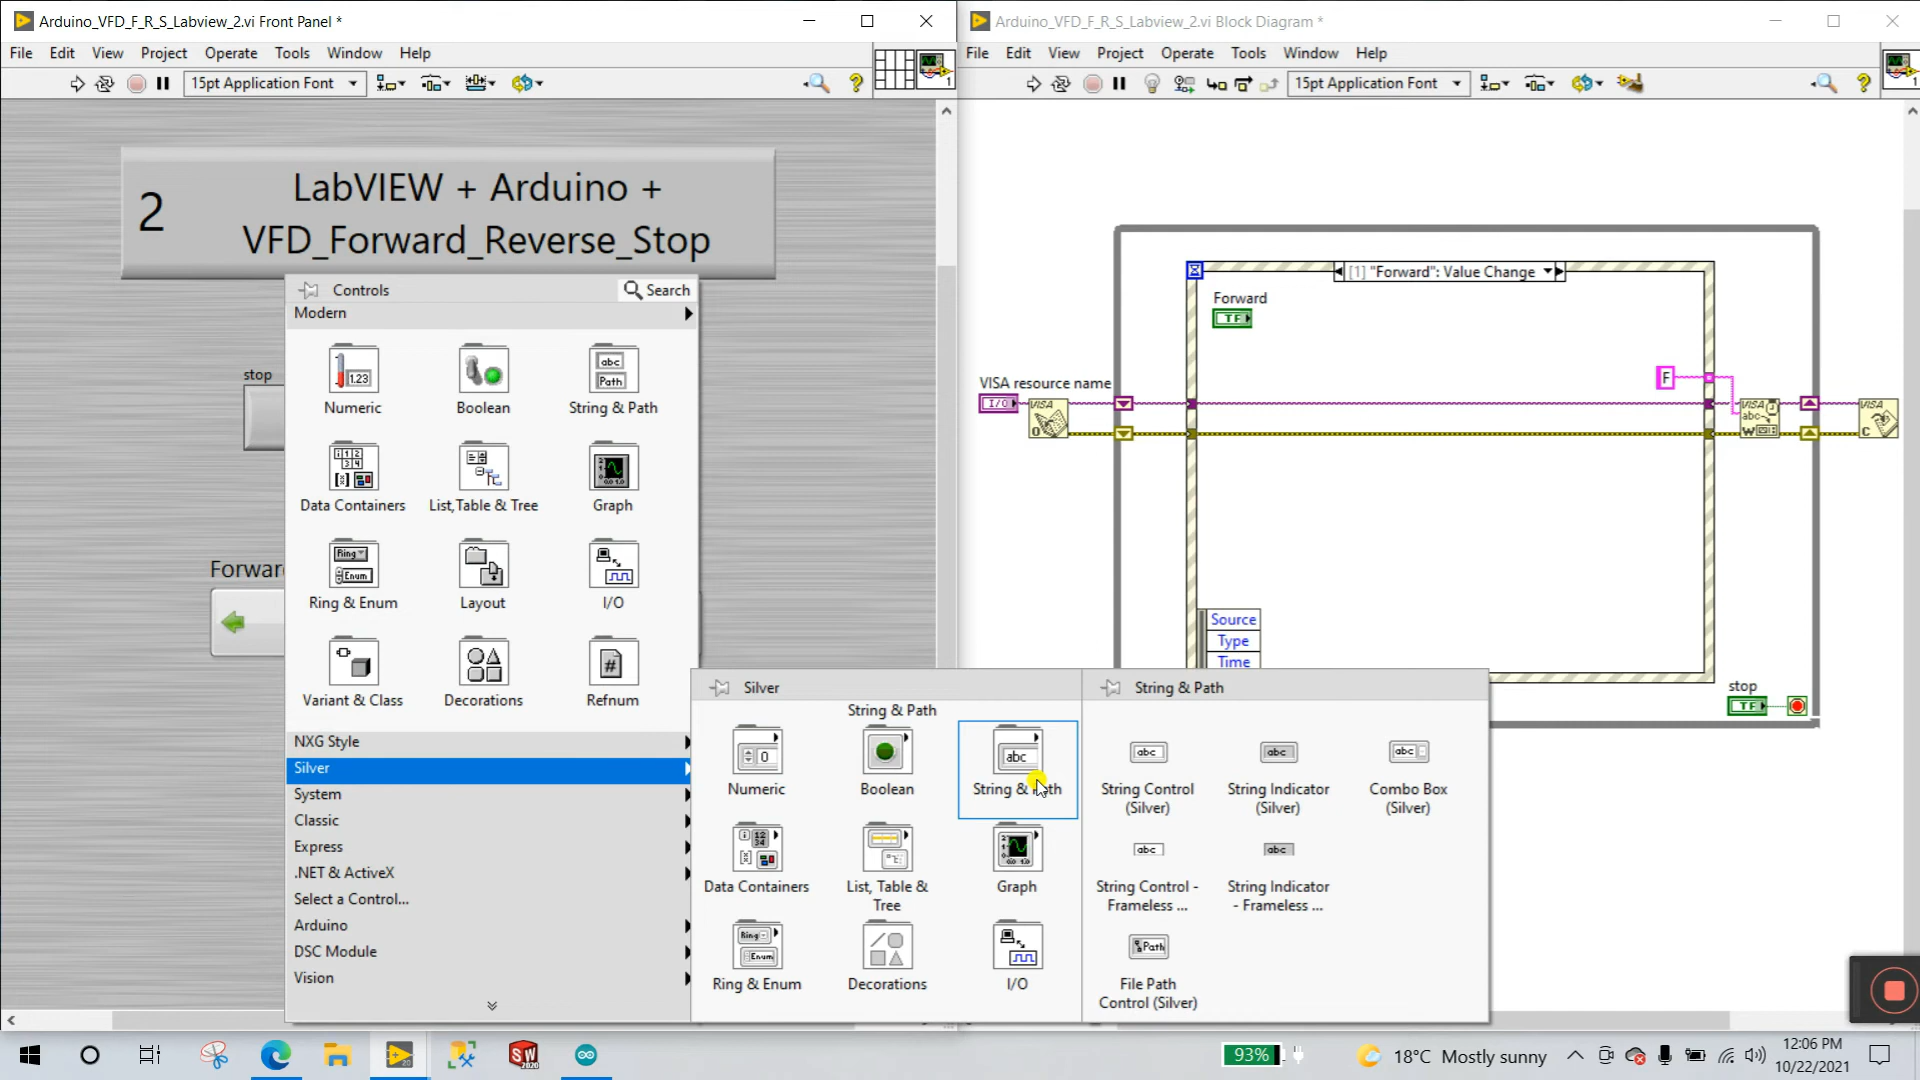 Arduino_VFD_F_R_S_Labview_2.vi Front Panel *
File Edit View Project Operate Tools Window Help
15pt Application Font
2
LabVIEW + Arduino +
VFD_Forward_Reverse_Stop
Controls
Search
Modern
Numeric
Boolean
String & Path
Data Containers
List,Table & Tree
Graph
Ring & Enum
Layout
I/O
Variant & Class
Decorations
Refnum
NXG Style
Silver
System
Classic
Express
.NET & ActiveX
Select a Control...
Arduino
DSC Module
Vision
stop
Forwar
Silver
String & Path
Numeric
Boolean
String & Path
Data Containers
List, Table &
Tree
Graph
Ring & Enum
Decorations
I/O
String & Path
String Control
(Silver)
String Indicator
(Silver)
Combo Box
(Silver)
String Control -
Frameless ...
String Indicator
- Frameless ...
File Path
Control (Silver)
Arduino_VFD_F_R_S_Labview_2.vi Block Diagram *
File Edit View Project Operate Tools Window Help
15pt Application Font
[1] "Forward": Value Change
Forward
TF
F
VISA resource name
I/O
VISA
VISA
abc
W
VISA
C
Source
Type
Time
stop
TF
93%
18°C Mostly sunny
12:06 PM
10/22/2021